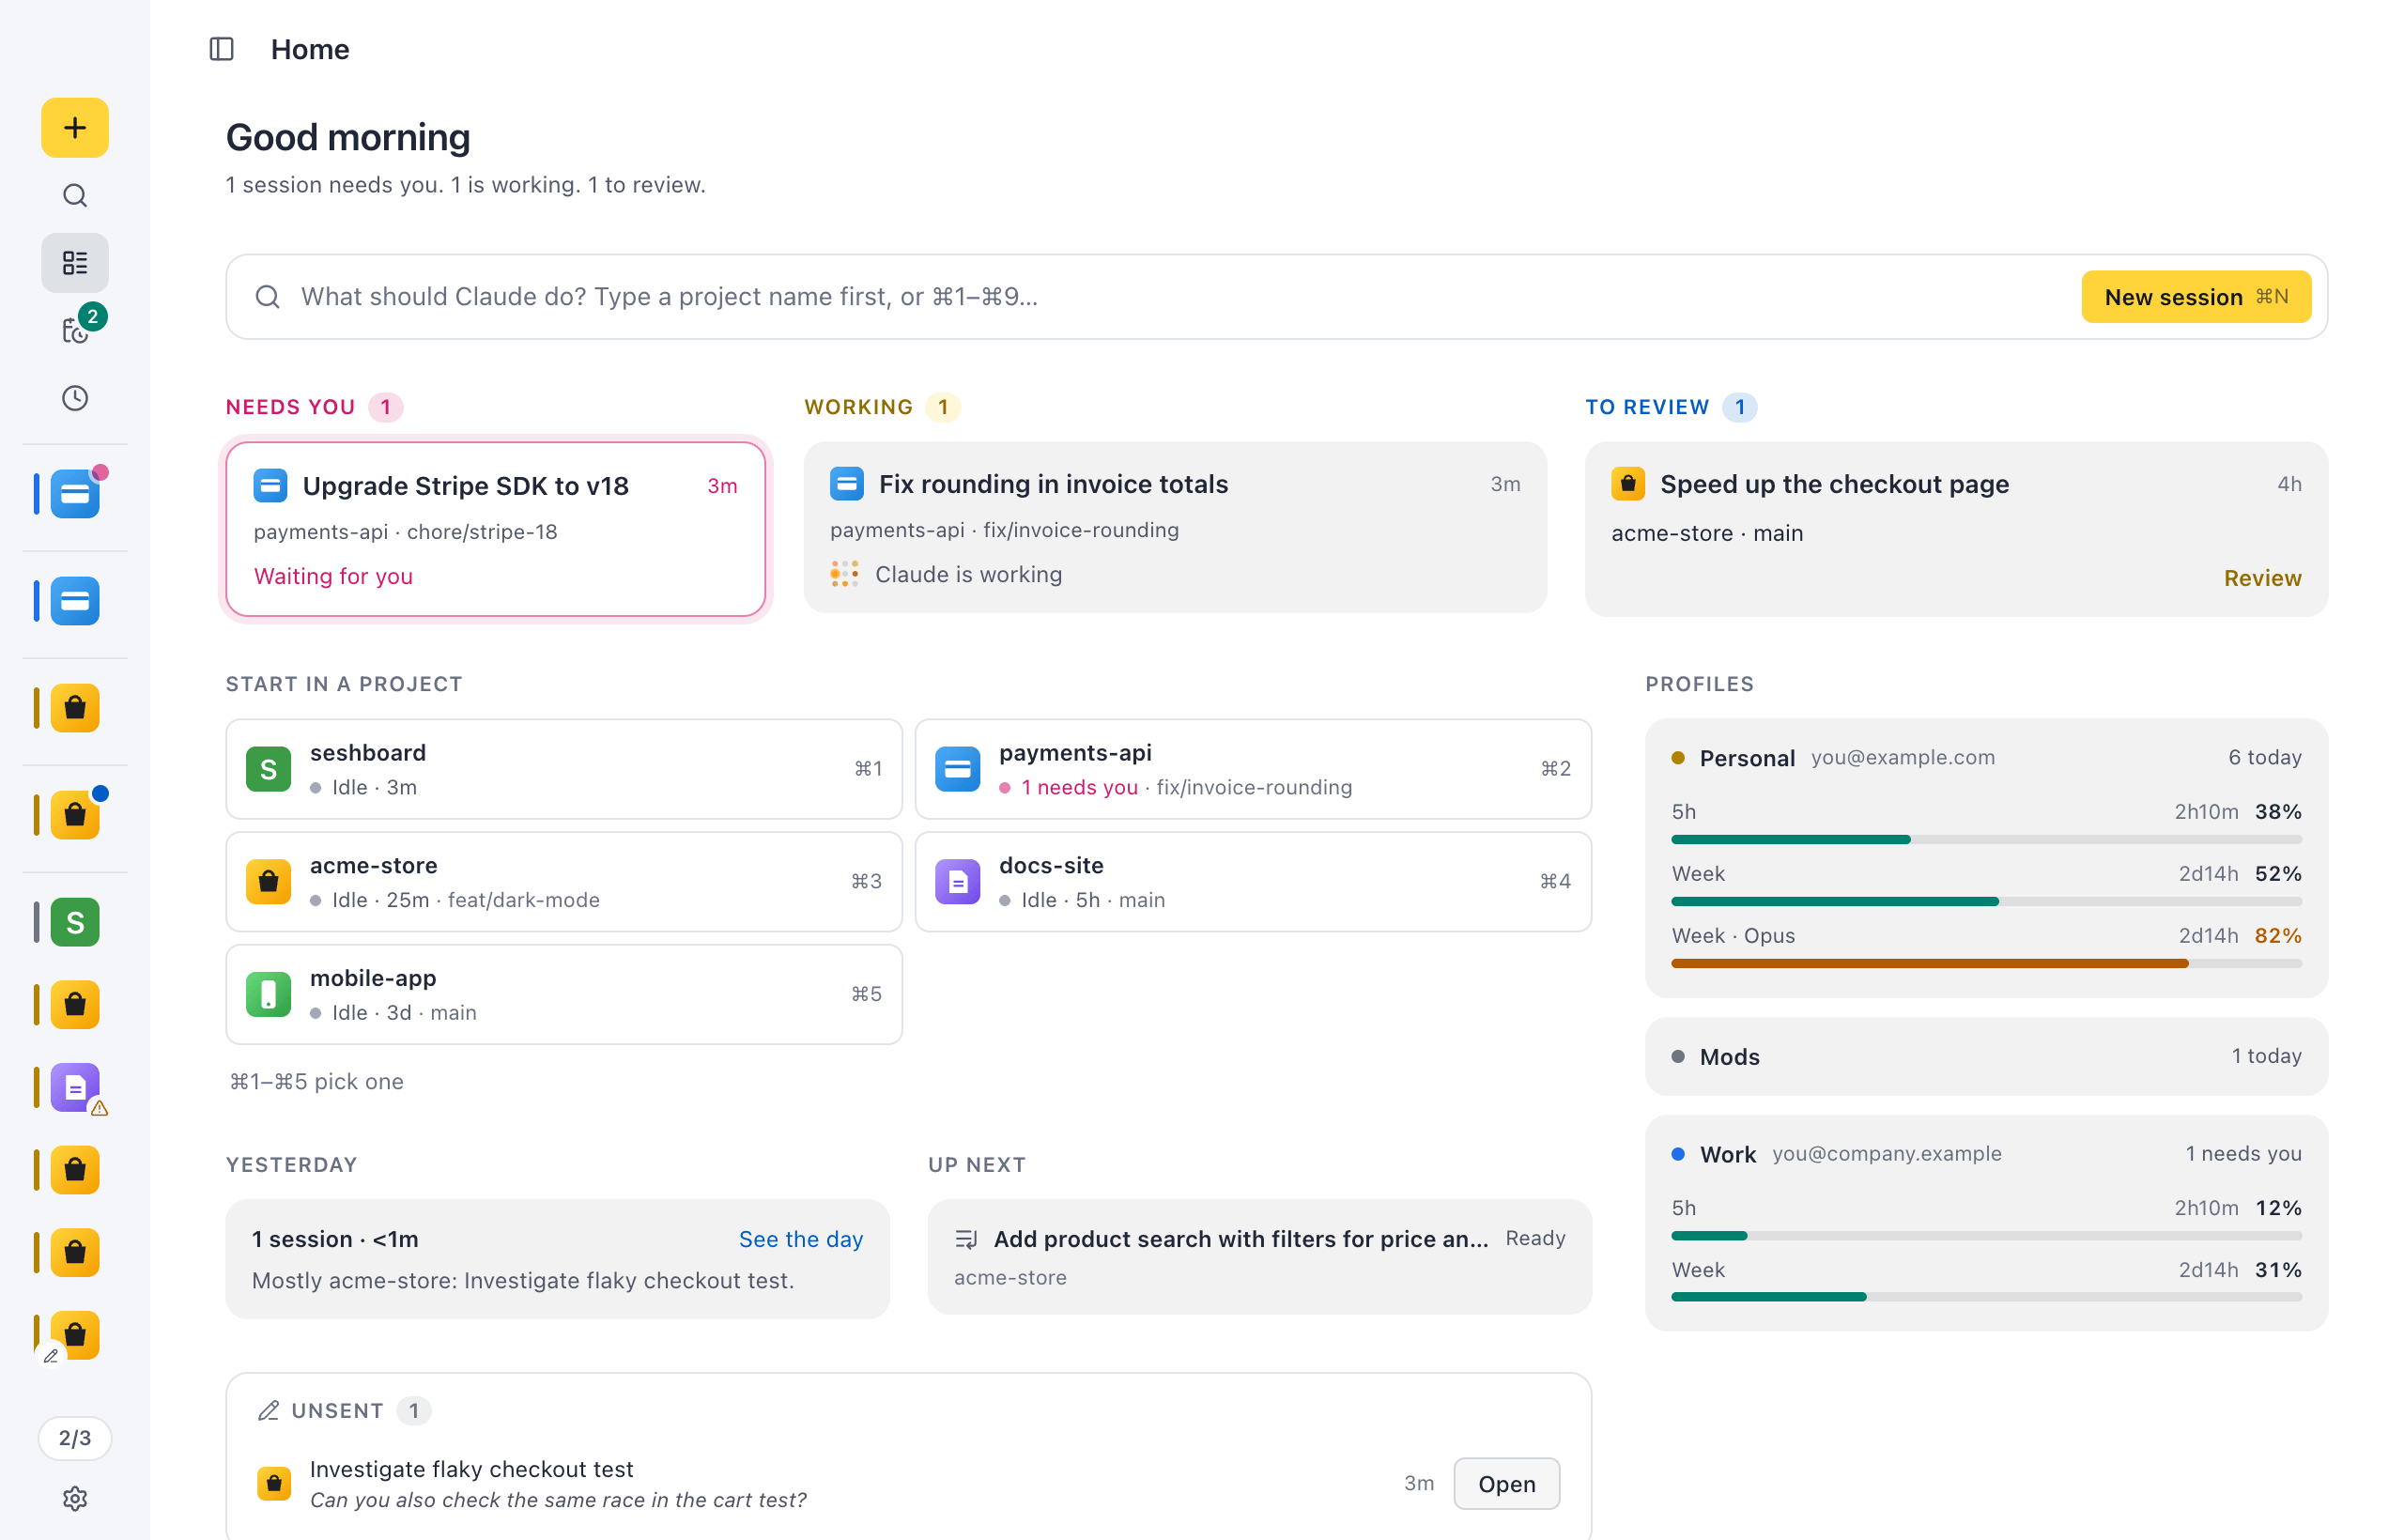 Home
Good morning
1 session needs you. 1 is working. 1 to review.
What should Claude do? Type a project name first, or ⌘1–⌘9...
New session ⌘N
2
NEEDS YOU 1
Upgrade Stripe SDK to v18 3m
payments-api · chore/stripe-18
Waiting for you
WORKING 1
Fix rounding in invoice totals 3m
payments-api · fix/invoice-rounding
Claude is working
TO REVIEW 1
Speed up the checkout page 4h
acme-store · main
Review
START IN A PROJECT
S seshboard ⌘1
Idle · 3m
payments-api ⌘2
1 needs you · fix/invoice-rounding
acme-store ⌘3
Idle · 25m · feat/dark-mode
docs-site ⌘4
Idle · 5h · main
mobile-app ⌘5
Idle · 3d · main
⌘1–⌘5 pick one
PROFILES
Personal you@example.com 6 today
5h 2h10m 38%
Week 2d14h 52%
Week · Opus 2d14h 82%
Mods 1 today
Work you@company.example 1 needs you
5h 2h10m 12%
Week 2d14h 31%
YESTERDAY
1 session · <1m See the day
Mostly acme-store: Investigate flaky checkout test.
UP NEXT
Add product search with filters for price an... Ready
acme-store
UNSENT 1
Investigate flaky checkout test
Can you also check the same race in the cart test?
3m Open
S
2/3